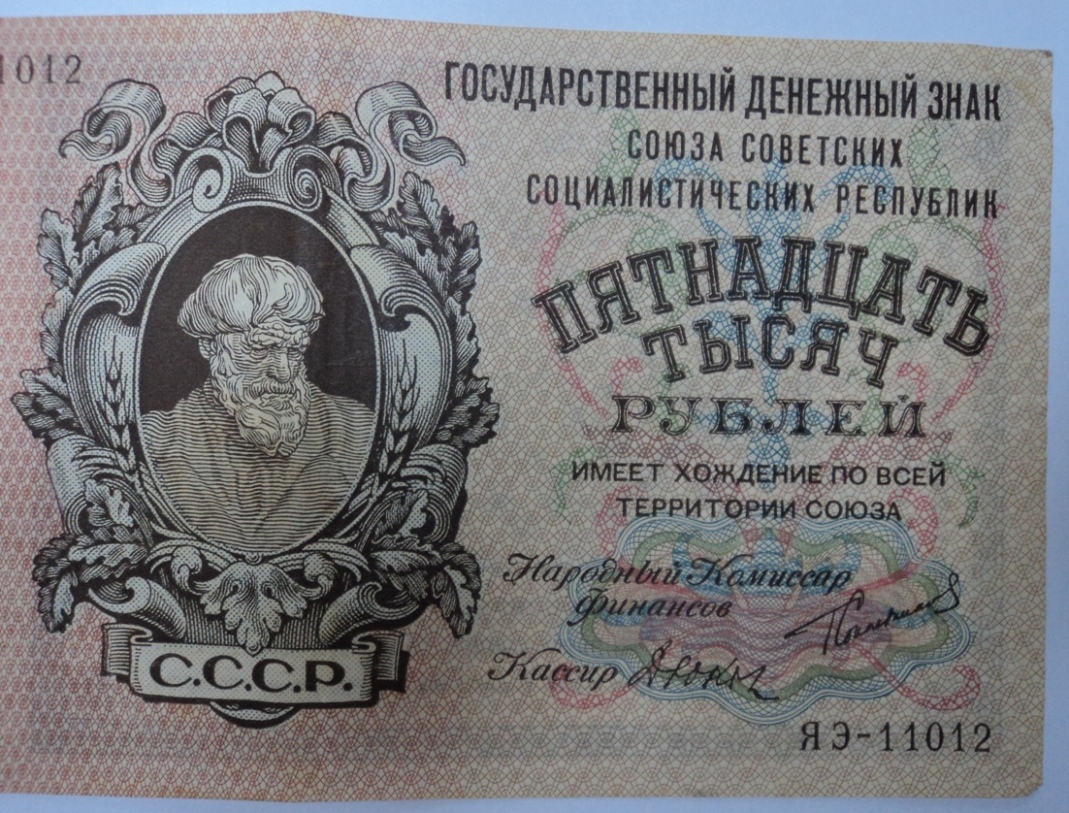 1012
ГОСУДАРСТВЕННЫЙ ДЕНЕЖНЫЙ ЗНАК
СОЮЗА СОВЕТСКИХ
СОЦИАЛИСТИЧЕСКИХ РЕСПУБЛИК
ПЯТНАДЦАТЬ
ТЫСЯЧ
РУБЛЕЙ
ИМЕЕТ ХОЖДЕНИЕ ПО ВСЕЙ
ТЕРРИТОРИИ СОЮЗА
Народный Комиссар
финансов
Кассир
С.С.С.Р.
ЯЭ-11012